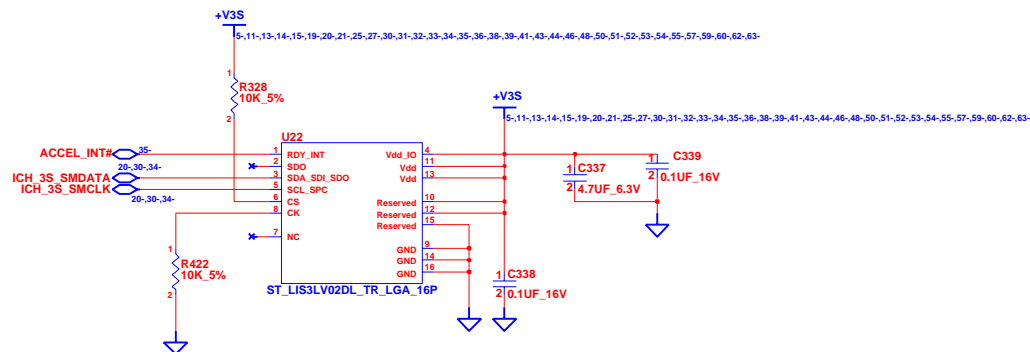 +V3S
5-,11-,13-,14-,15-,19-,20-,21-,25-,27-,30-,31-,32-,33-,34-,35-,36-,38-,39-,41-,43-,44-,46-,48-,50-,51-,52-,53-,54-,55-,57-,59-,60-,62-,63-
1
R328
10K_5%
2
+V3S
5-,11-,13-,14-,15-,19-,20-,21-,25-,27-,30-,31-,32-,33-,34-,35-,36-,38-,39-,41-,43-,44-,46-,48-,50-,51-,52-,53-,54-,55-,57-,59-,60-,62-,63-
U22
ACCEL_INT# 35- 1 RDY_INT Vdd_IO 4
20-,30-,34- 2 SDO Vdd 11
ICH_3S_SMDATA 3 SDA_SDI_SDO Vdd 13
ICH_3S_SMCLK 5 SCL_SPC
20-,30-,34-
6 CS Reserved 10
8 CK Reserved 12
Reserved 15
7 NC
GND 9
GND 14
GND 16
ST_LIS3LV02DL_TR_LGA_16P
1 C337
2 4.7UF_6.3V
1 C339
2 0.1UF_16V
1
R422
10K_5%
2
1 C338
2 0.1UF_16V